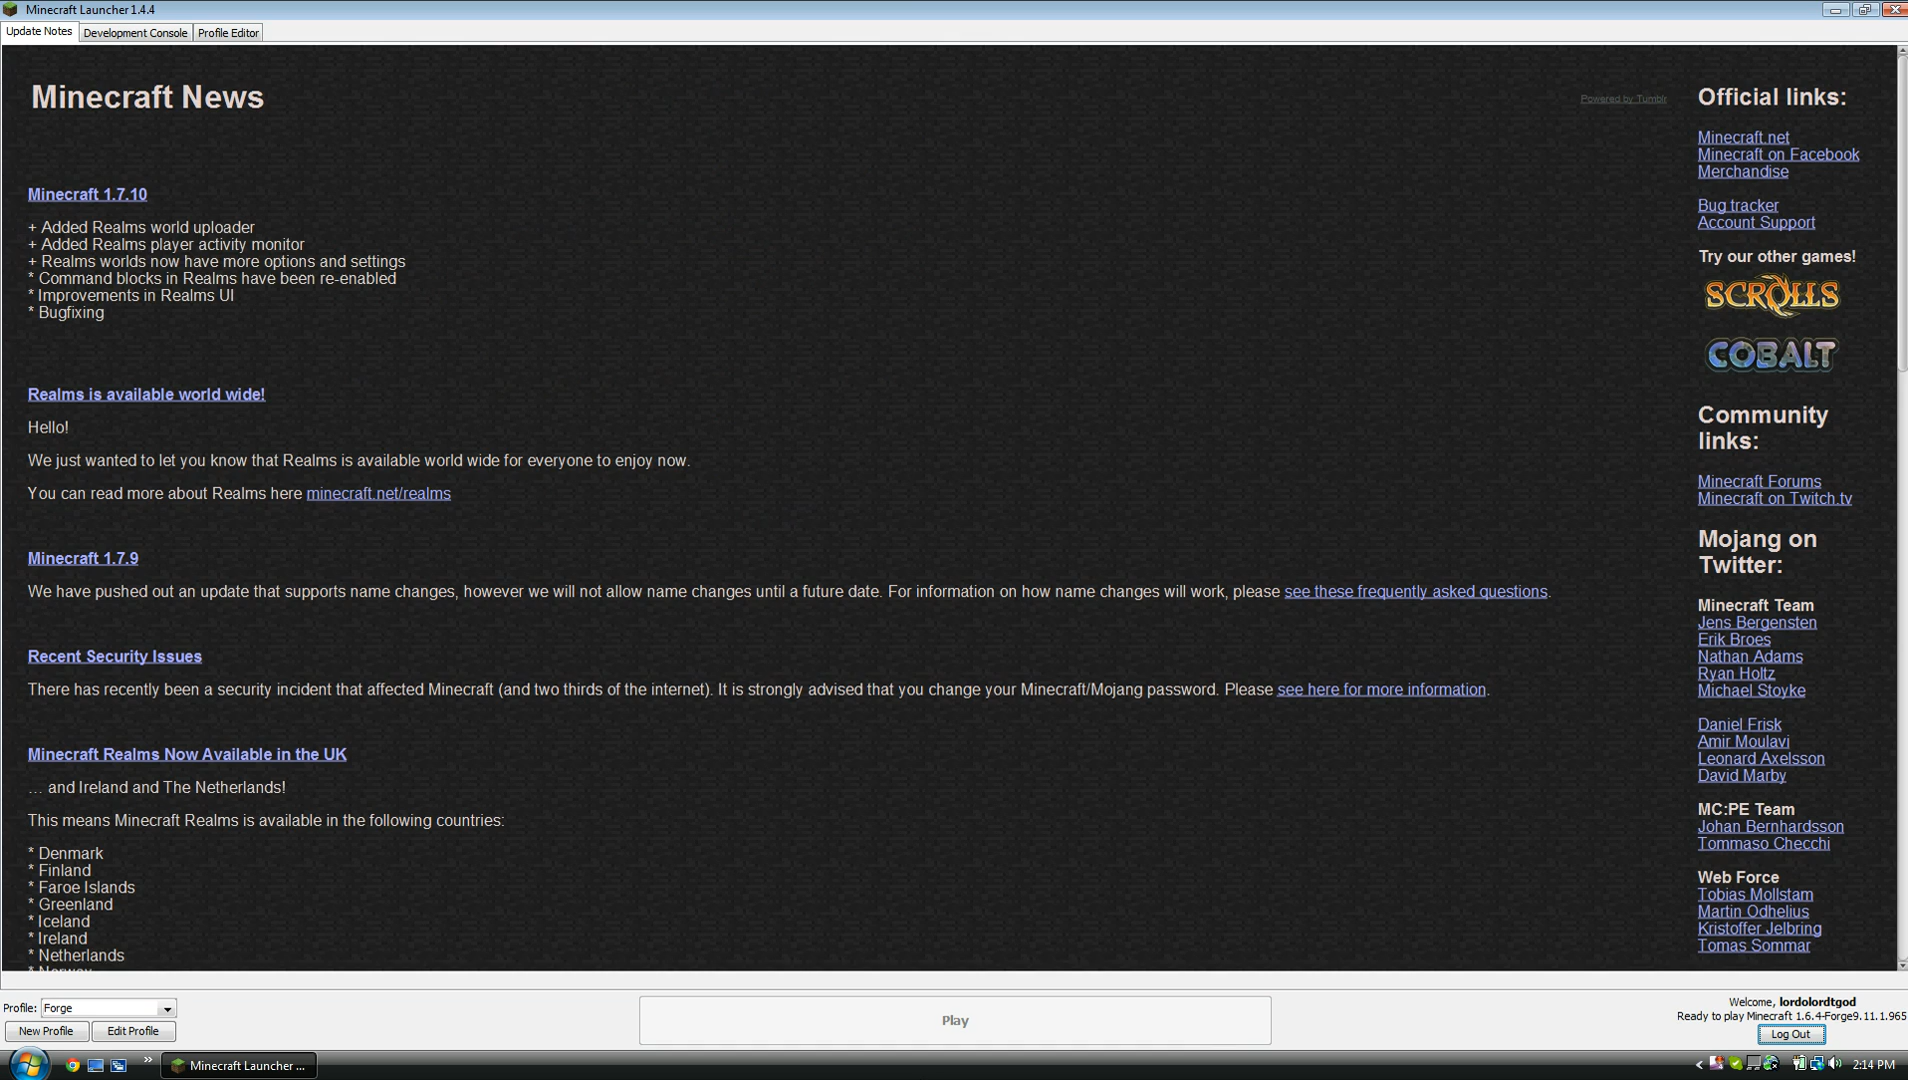 Minecraft Launcher 1.4.4
Update Notes
Development Console
Profile Editor
Minecraft News
Powered by Tumblr
Minecraft 1.7.10
+ Added Realms world uploader
+ Added Realms player activity monitor
+ Realms worlds now have more options and settings
* Command blocks in Realms have been re-enabled
* Improvements in Realms UI
* Bugfixing
Realms is available world wide!
Hello!
We just wanted to let you know that Realms is available world wide for everyone to enjoy now.
You can read more about Realms here minecraft.net/realms
Minecraft 1.7.9
We have pushed out an update that supports name changes, however we will not allow name changes until a future date. For information on how name changes will work, please see these frequently asked questions.
Recent Security Issues
There has recently been a security incident that affected Minecraft (and two thirds of the internet). It is strongly advised that you change your Minecraft/Mojang password. Please see here for more information.
Minecraft Realms Now Available in the UK
… and Ireland and The Netherlands!
This means Minecraft Realms is available in the following countries:
* Denmark
* Finland
* Faroe Islands
* Greenland
* Iceland
* Ireland
* Netherlands
* Norway
Official links:
Minecraft.net
Minecraft on Facebook
Merchandise
Bug tracker
Account Support
Try our other games!
SCROLLS
COBALT
Community
links:
Minecraft Forums
Minecraft on Twitch.tv
Mojang on
Twitter:
Minecraft Team
Jens Bergensten
Erik Broes
Nathan Adams
Ryan Holtz
Michael Stoyke
Daniel Frisk
Amir Moulavi
Leonard Axelsson
David Marby
MC:PE Team
Johan Bernhardsson
Tommaso Checchi
Web Force
Tobias Mollstam
Martin Odhelius
Kristoffer Jelbring
Tomas Sommar
Profile: Forge
New Profile
Edit Profile
Play
Welcome, lordolordtgod
Ready to play Minecraft 1.6.4-Forge9.11.1.965
Log Out
Minecraft Launcher ...
2:14 PM